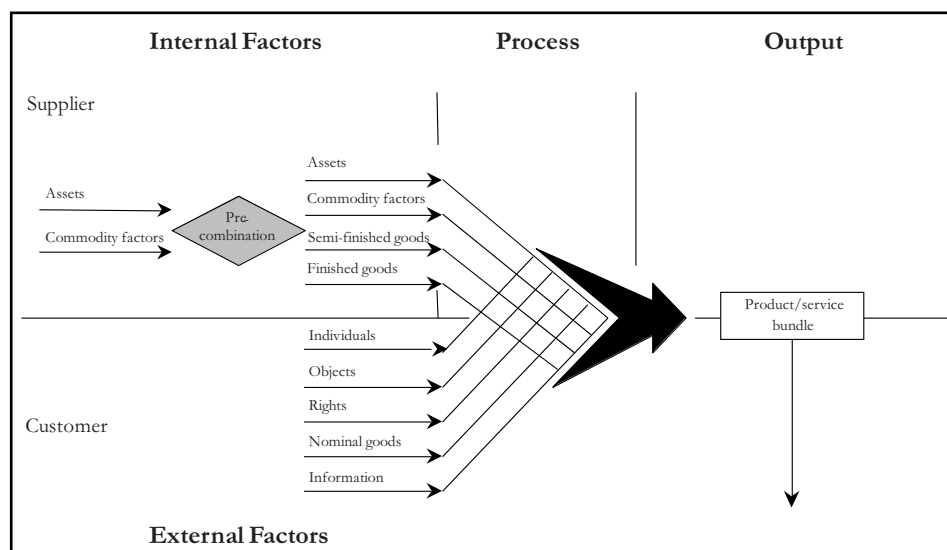 Internal Factors
Process
Output
Supplier
Assets
Commodity factors
Pre-
combination
Assets
Commodity factors
Semi-finished goods
Finished goods
Product/service
bundle
Individuals
Objects
Rights
Nominal goods
Information
Customer
External Factors